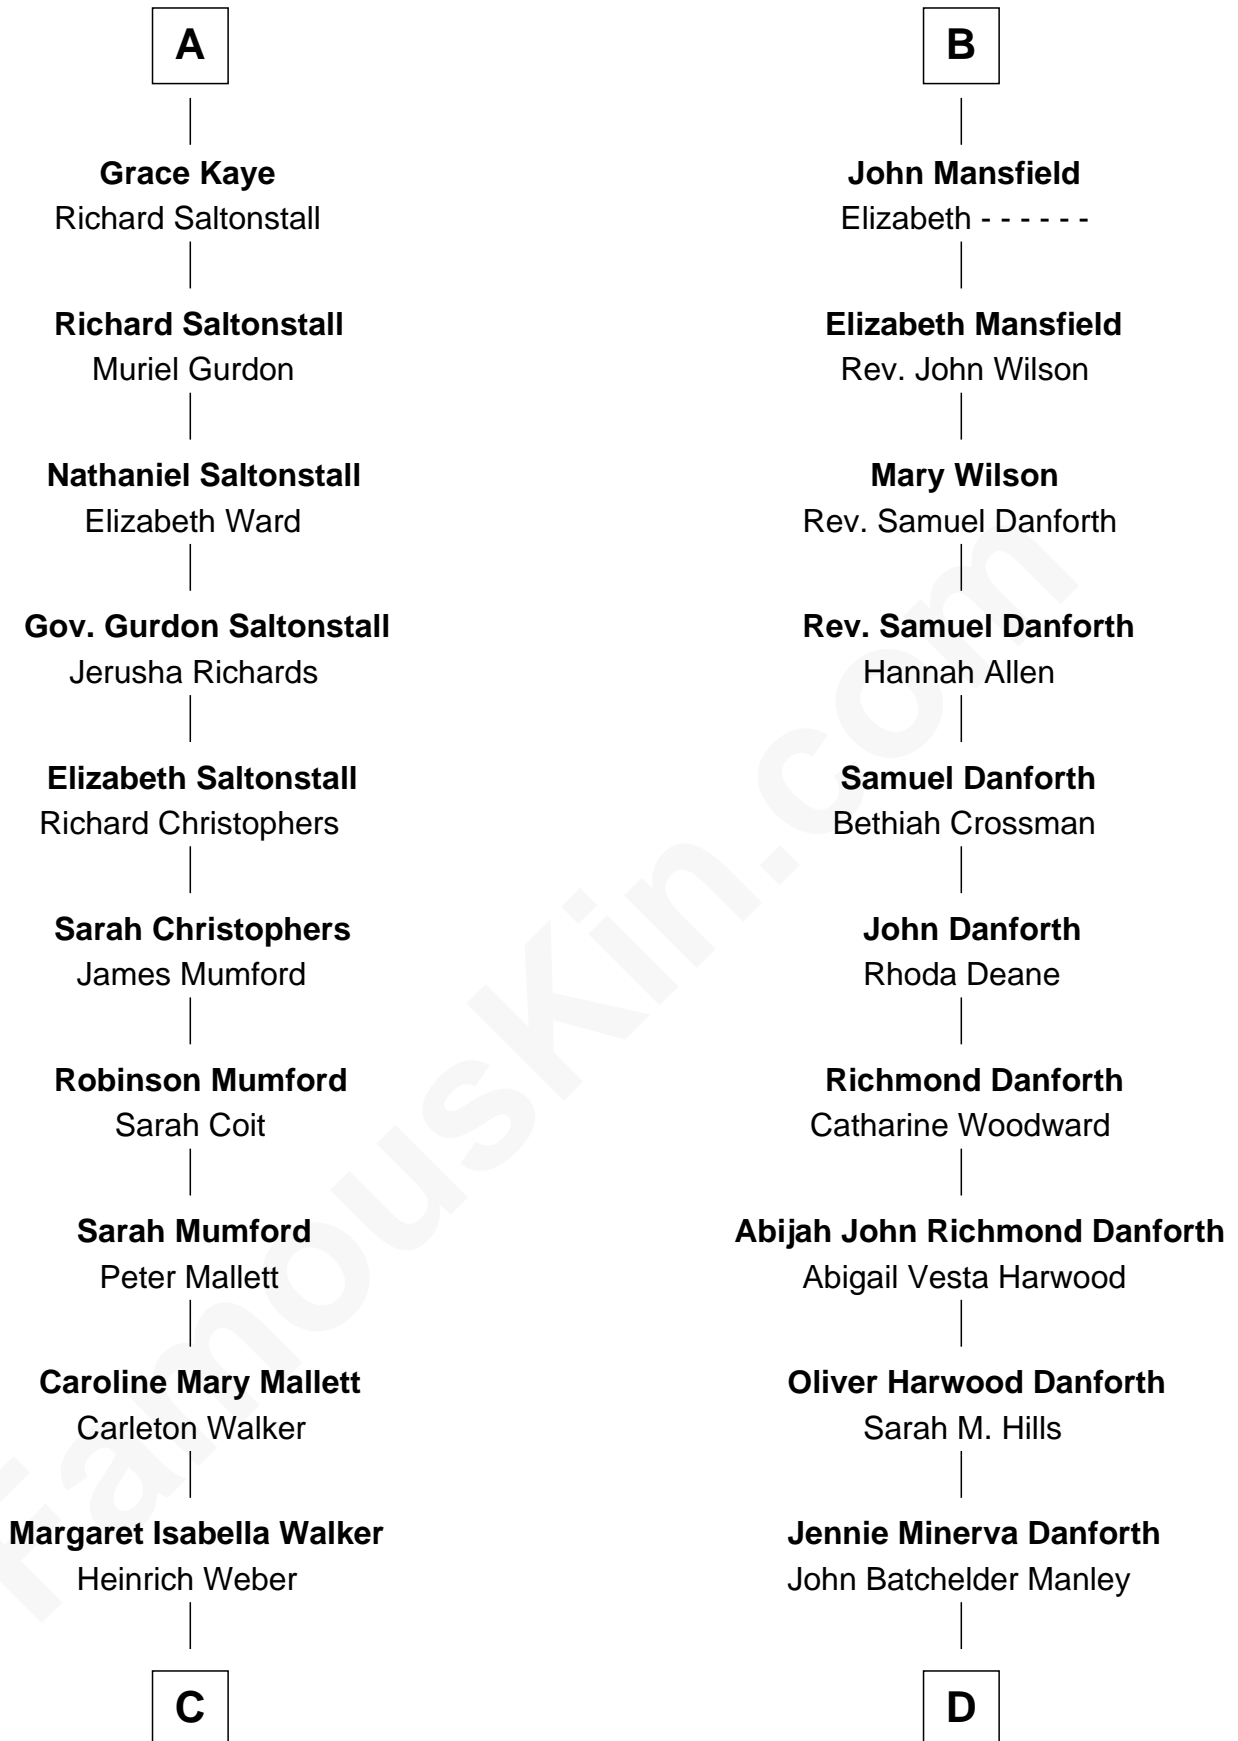 A
Grace Kaye
Richard Saltonstall
Richard Saltonstall
Muriel Gurdon
Nathaniel Saltonstall
Elizabeth Ward
Gov. Gurdon Saltonstall
Jerusha Richards
Elizabeth Saltonstall
Richard Christophers
Sarah Christophers
James Mumford
Robinson Mumford
Sarah Coit
Sarah Mumford
Peter Mallett
Caroline Mary Mallett
Carleton Walker
Margaret Isabella Walker
Heinrich Weber
C
B
John Mansfield
Elizabeth - - - - - -
Elizabeth Mansfield
Rev. John Wilson
Mary Wilson
Rev. Samuel Danforth
Rev. Samuel Danforth
Hannah Allen
Samuel Danforth
Bethiah Crossman
John Danforth
Rhoda Deane
Richmond Danforth
Catharine Woodward
Abijah John Richmond Danforth
Abigail Vesta Harwood
Oliver Harwood Danforth
Sarah M. Hills
Jennie Minerva Danforth
John Batchelder Manley
D
FamousKin.com